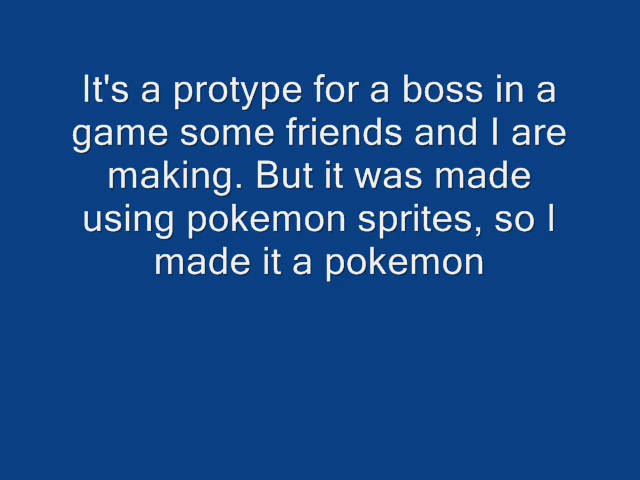 It's a protype for a boss in a
game some friends and I are
making. But it was made
using pokemon sprites, so I
made it a pokemon